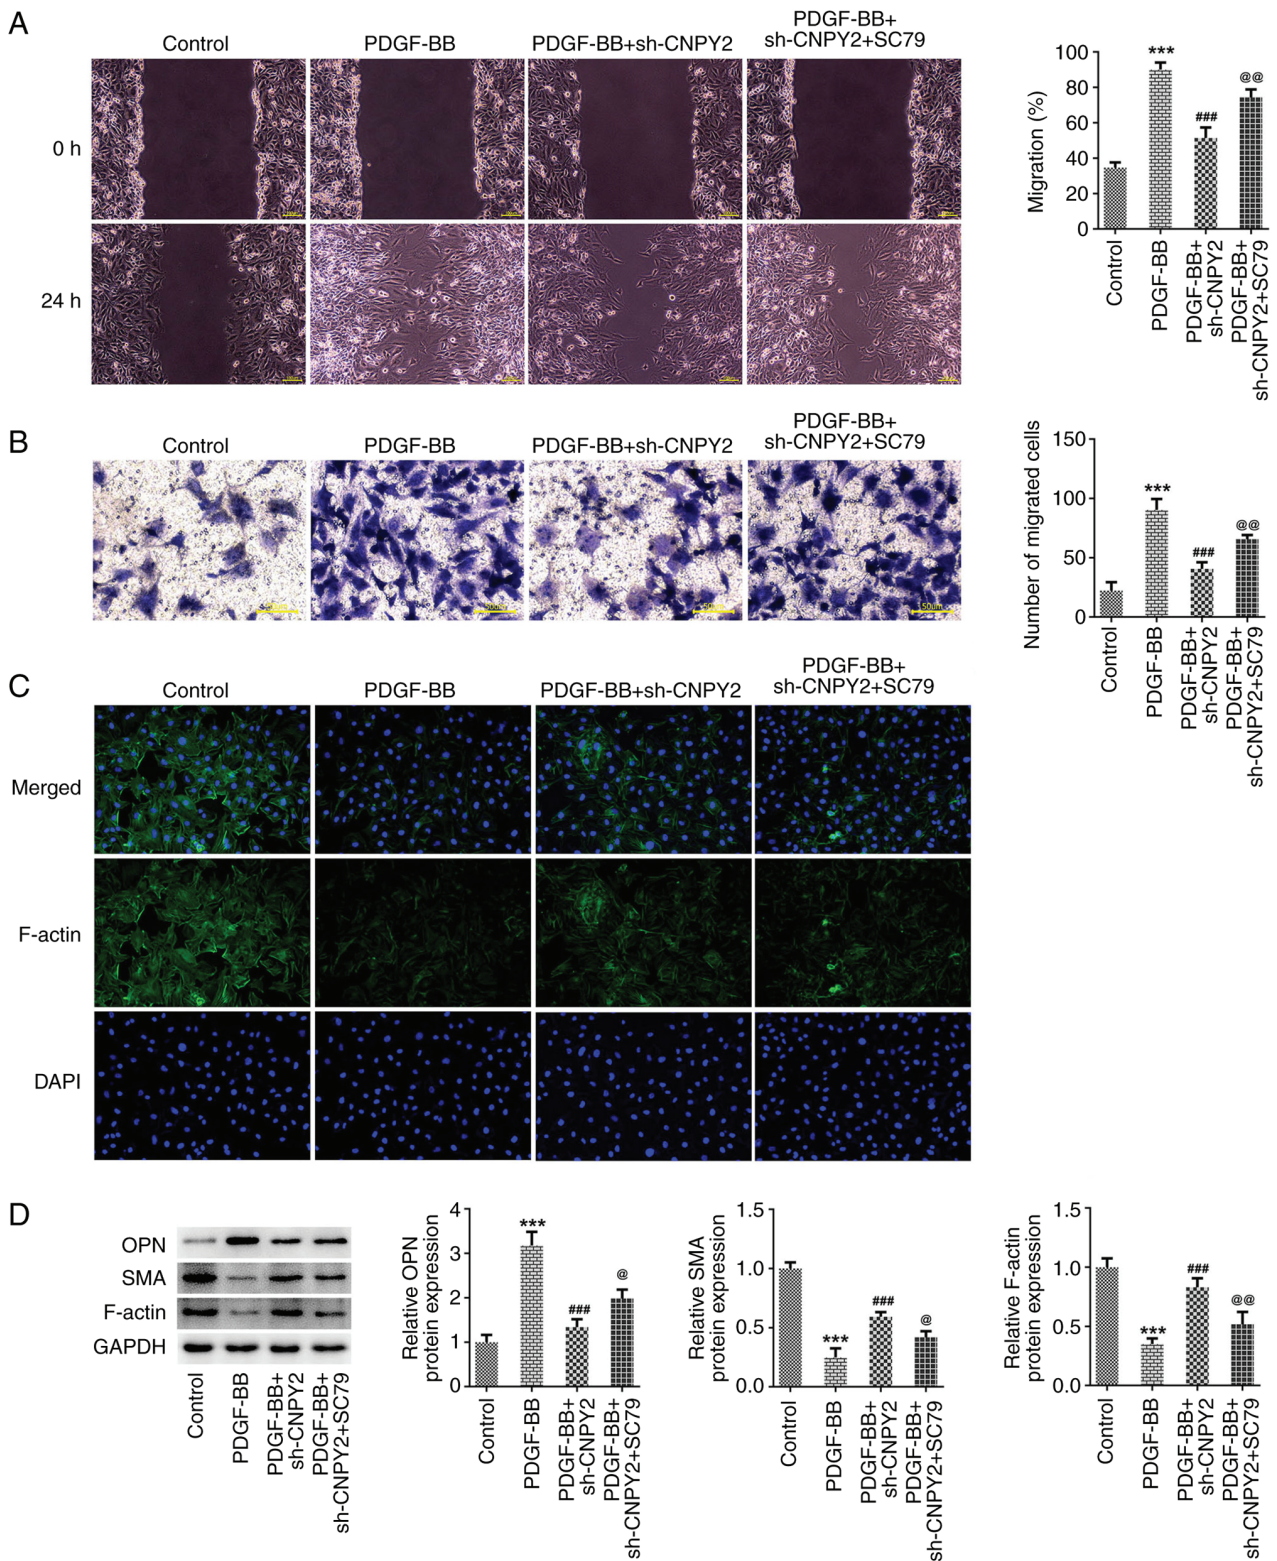 A
Control
PDGF-BB
PDGF-BB+sh-CNPY2
PDGF-BB+
sh-CNPY2+SC79
0 h
24 h
Migration (%)
100
80
60
40
20
0
***
###
@@
Control
PDGF-BB
PDGF-BB+
sh-CNPY2
PDGF-BB+
sh-CNPY2+SC79
B
Control
PDGF-BB
PDGF-BB+sh-CNPY2
PDGF-BB+
sh-CNPY2+SC79
Number of migrated cells
150
100
50
0
***
###
@@
Control
PDGF-BB
PDGF-BB+
sh-CNPY2
PDGF-BB+
sh-CNPY2+SC79
C
Control
PDGF-BB
PDGF-BB+sh-CNPY2
PDGF-BB+
sh-CNPY2+SC79
Merged
F-actin
DAPI
D
OPN
SMA
F-actin
GAPDH
Control
PDGF-BB
PDGF-BB+
sh-CNPY2
PDGF-BB+
sh-CNPY2+SC79
Relative OPN
protein expression
4
3
2
1
0
***
###
@
Control
PDGF-BB
PDGF-BB+
sh-CNPY2
PDGF-BB+
sh-CNPY2+SC79
Relative SMA
protein expression
1.5
1.0
0.5
0.0
***
###
@
Control
PDGF-BB
PDGF-BB+
sh-CNPY2
PDGF-BB+
sh-CNPY2+SC79
Relative F-actin
protein expression
1.5
1.0
0.5
0.0
***
###
@@
Control
PDGF-BB
PDGF-BB+
sh-CNPY2
PDGF-BB+
sh-CNPY2+SC79